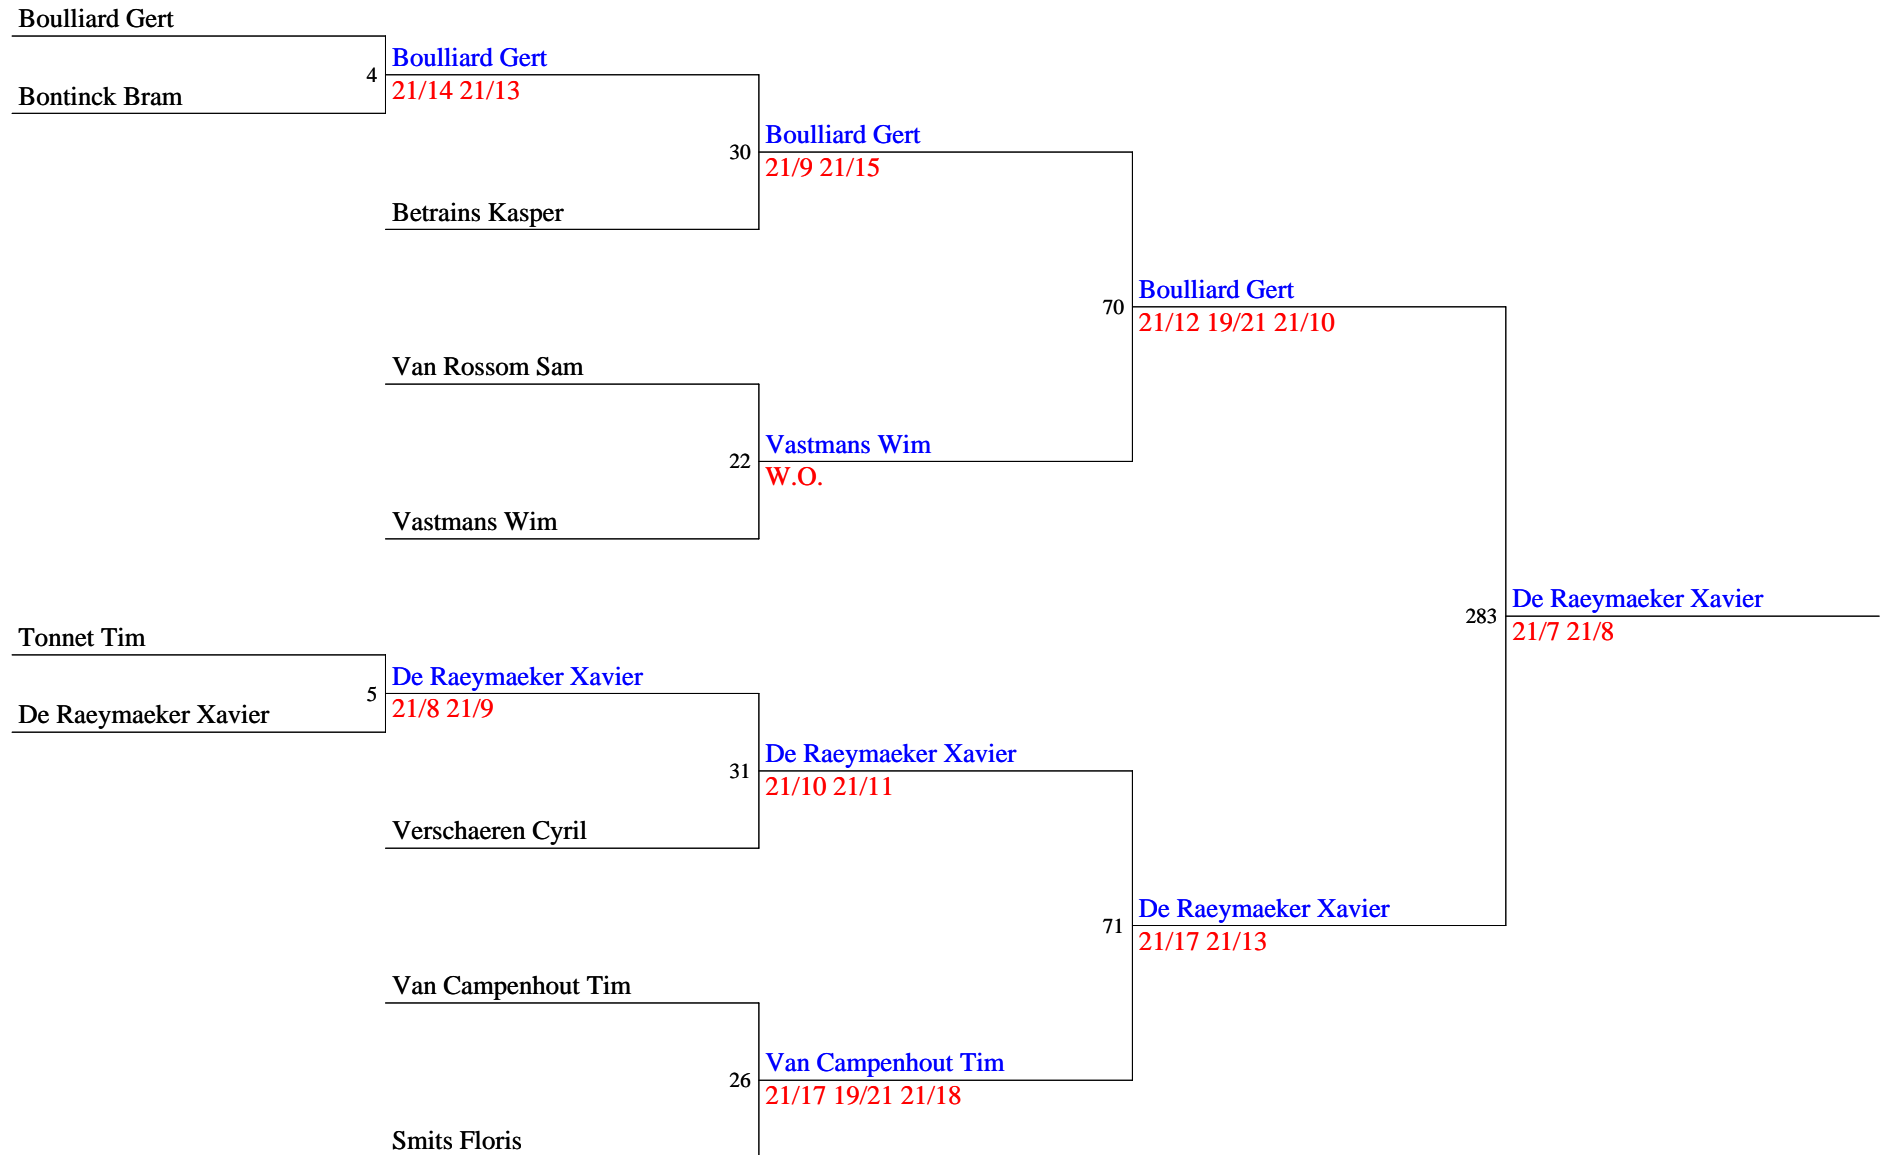 Boulliard Gert
Boulliard Gert
4
21/14 21/13
Bontinck Bram
Boulliard Gert
30
21/9 21/15
Betrains Kasper
Boulliard Gert
70
21/12 19/21 21/10
Van Rossom Sam
Vastmans Wim
22
W.O.
Vastmans Wim
De Raeymaeker Xavier
283
21/7 21/8
Tonnet Tim
De Raeymaeker Xavier
5
21/8 21/9
De Raeymaeker Xavier
De Raeymaeker Xavier
31
21/10 21/11
Verschaeren Cyril
De Raeymaeker Xavier
71
21/17 21/13
Van Campenhout Tim
Van Campenhout Tim
26
21/17 19/21 21/18
Smits Floris